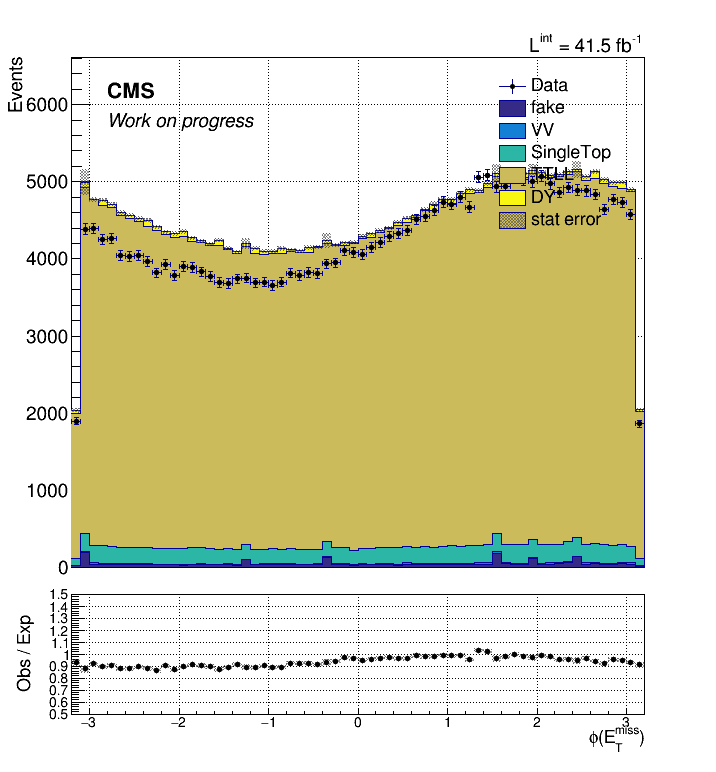 L^int = 41.5 fb^-1
Events
CMS
Work on progress
Data
fake
VV
SingleTop
TTLL
DY
stat error
6000
5000
4000
3000
2000
1000
0
Obs / Exp
1.5
1.4
1.3
1.2
1.1
1
0.9
0.8
0.7
0.6
0.5
−3 −2 −1 0 1 2 3
ϕ(E_T^miss)